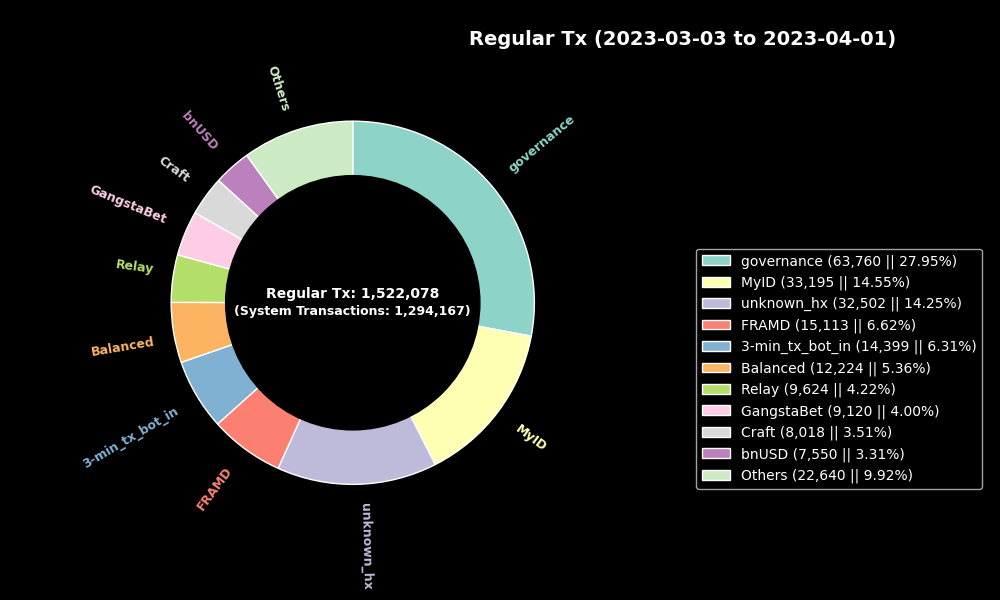 Regular Tx (2023-03-03 to 2023-04-01)
Others
bnUSD
governance
Craft
GangstaBet
Relay
Regular Tx: 1,522,078
(System Transactions: 1,294,167)
Balanced
3-min_tx_bot_in
MyID
FRAMD
unknown_hx
governance (63,760 || 27.95%)
MyID (33,195 || 14.55%)
unknown_hx (32,502 || 14.25%)
FRAMD (15,113 || 6.62%)
3-min_tx_bot_in (14,399 || 6.31%)
Balanced (12,224 || 5.36%)
Relay (9,624 || 4.22%)
GangstaBet (9,120 || 4.00%)
Craft (8,018 || 3.51%)
bnUSD (7,550 || 3.31%)
Others (22,640 || 9.92%)